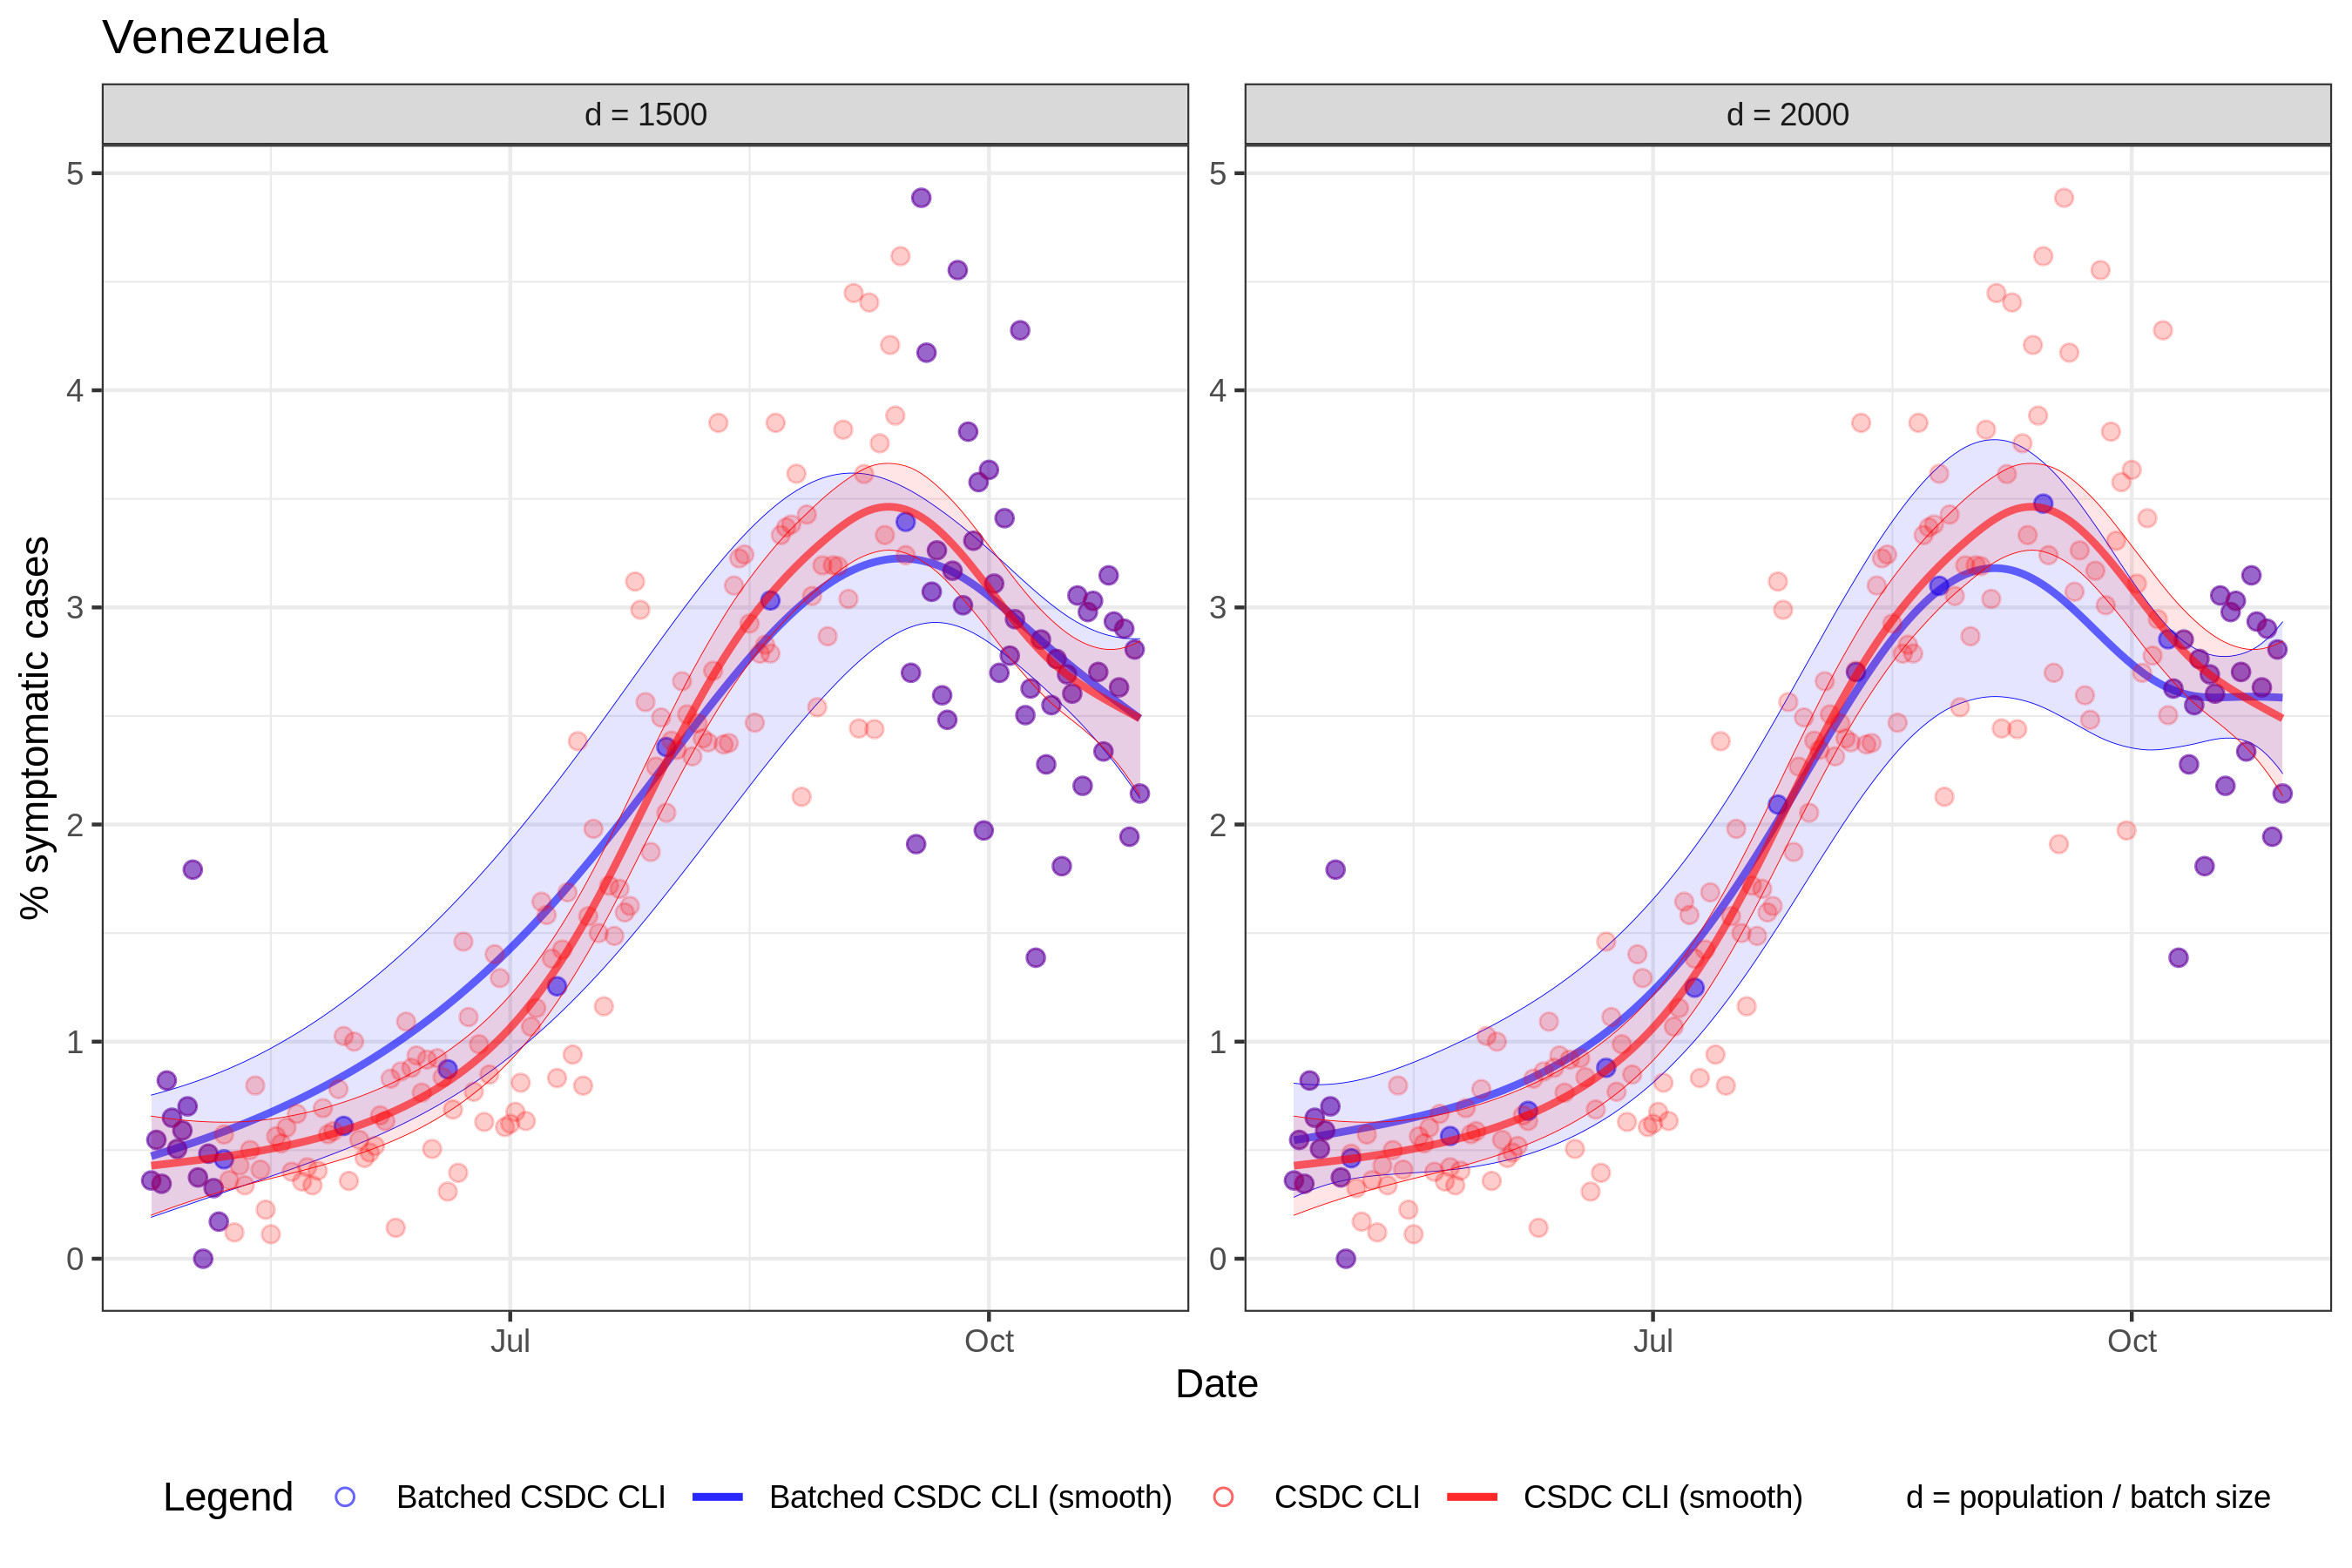 Venezuela
d = 1500
d = 2000
% symptomatic cases
5
4
3
2
1
0
5
4
3
2
1
0
Jul
Oct
Jul
Oct
Date
Legend Batched CSDC CLI Batched CSDC CLI (smooth) CSDC CLI CSDC CLI (smooth) d = population / batch size